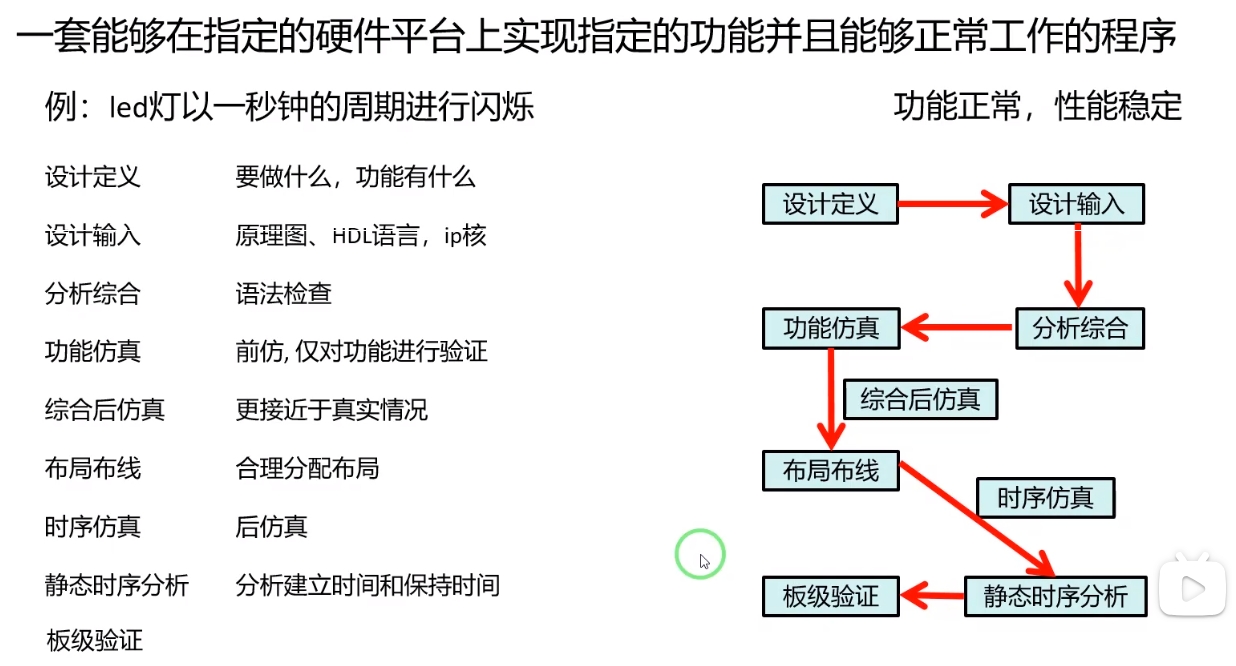 一套能够在指定的硬件平台上实现指定的功能并且能够正常工作的程序
例：led灯以一秒钟的周期进行闪烁
功能正常，性能稳定
设计定义 要做什么，功能有什么
设计输入 原理图、HDL语言，ip核
分析综合 语法检查
功能仿真 前仿, 仅对功能进行验证
综合后仿真 更接近于真实情况
布局布线 合理分配布局
时序仿真 后仿真
静态时序分析 分析建立时间和保持时间
板级验证
设计定义
设计输入
功能仿真
分析综合
综合后仿真
布局布线
时序仿真
板级验证
静态时序分析